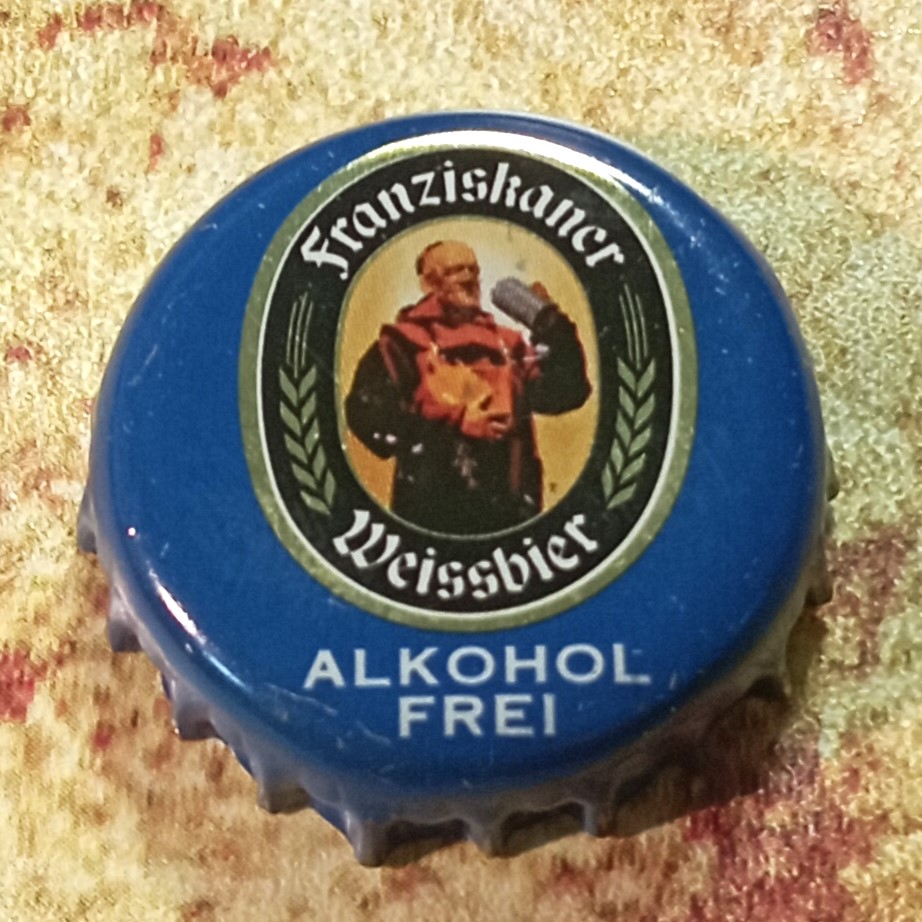 Franziskaner
Weissbier
ALKOHOL
FREI